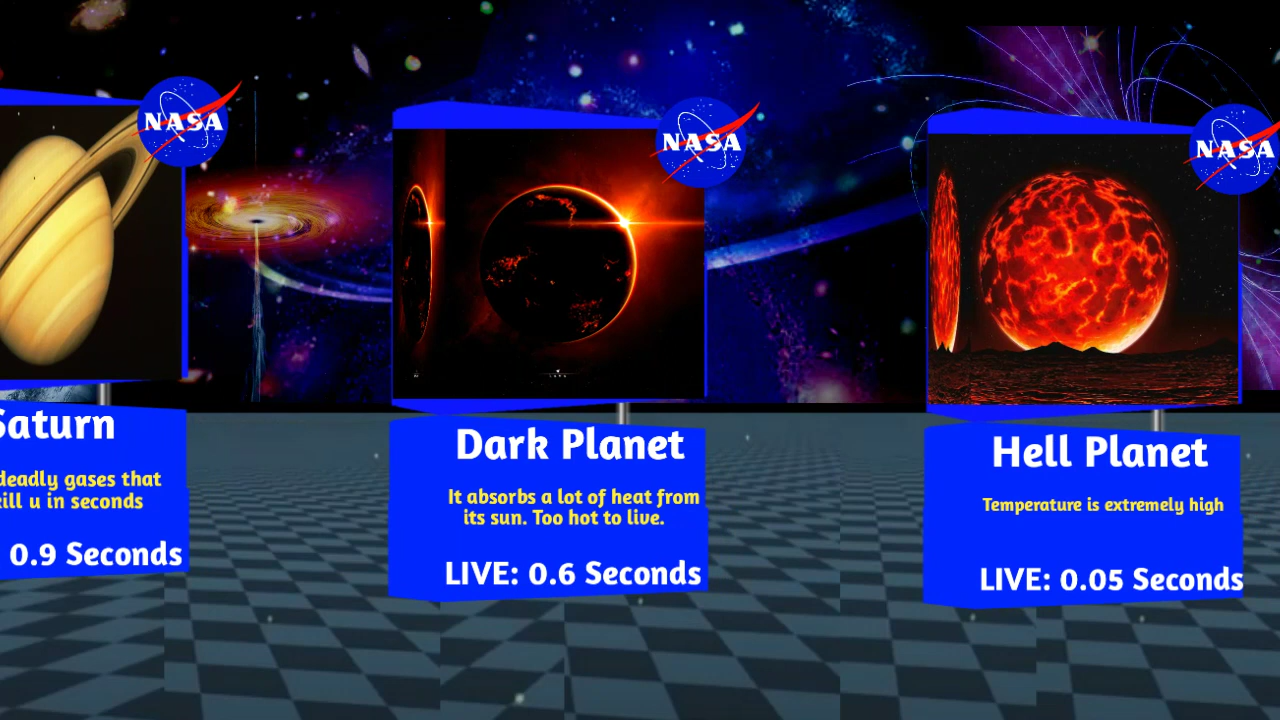 NASA
NASA
NASA
Saturn
deadly gases that
kill u in seconds
0.9 Seconds
Dark Planet
It absorbs a lot of heat from
its sun. Too hot to live.
LIVE: 0.6 Seconds
Hell Planet
Temperature is extremely high
LIVE: 0.05 Seconds